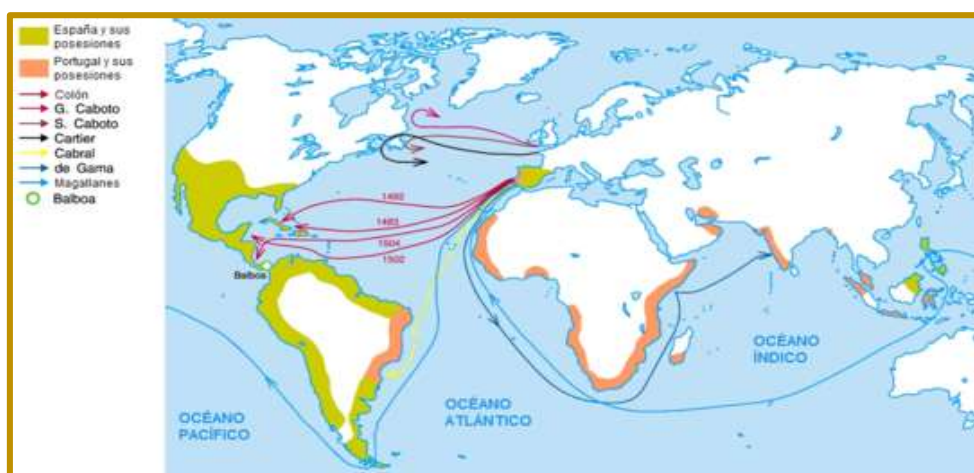 España y sus
posesiones
Portugal y sus
posesiones
Colón
G. Caboto
S. Caboto
Cartier
Cabral
de Gama
Magallanes
Balboa
1492
1493
1504
1502
Balboa
OCÉANO
PACÍFICO
OCÉANO
ATLÁNTICO
OCÉANO
ÍNDICO